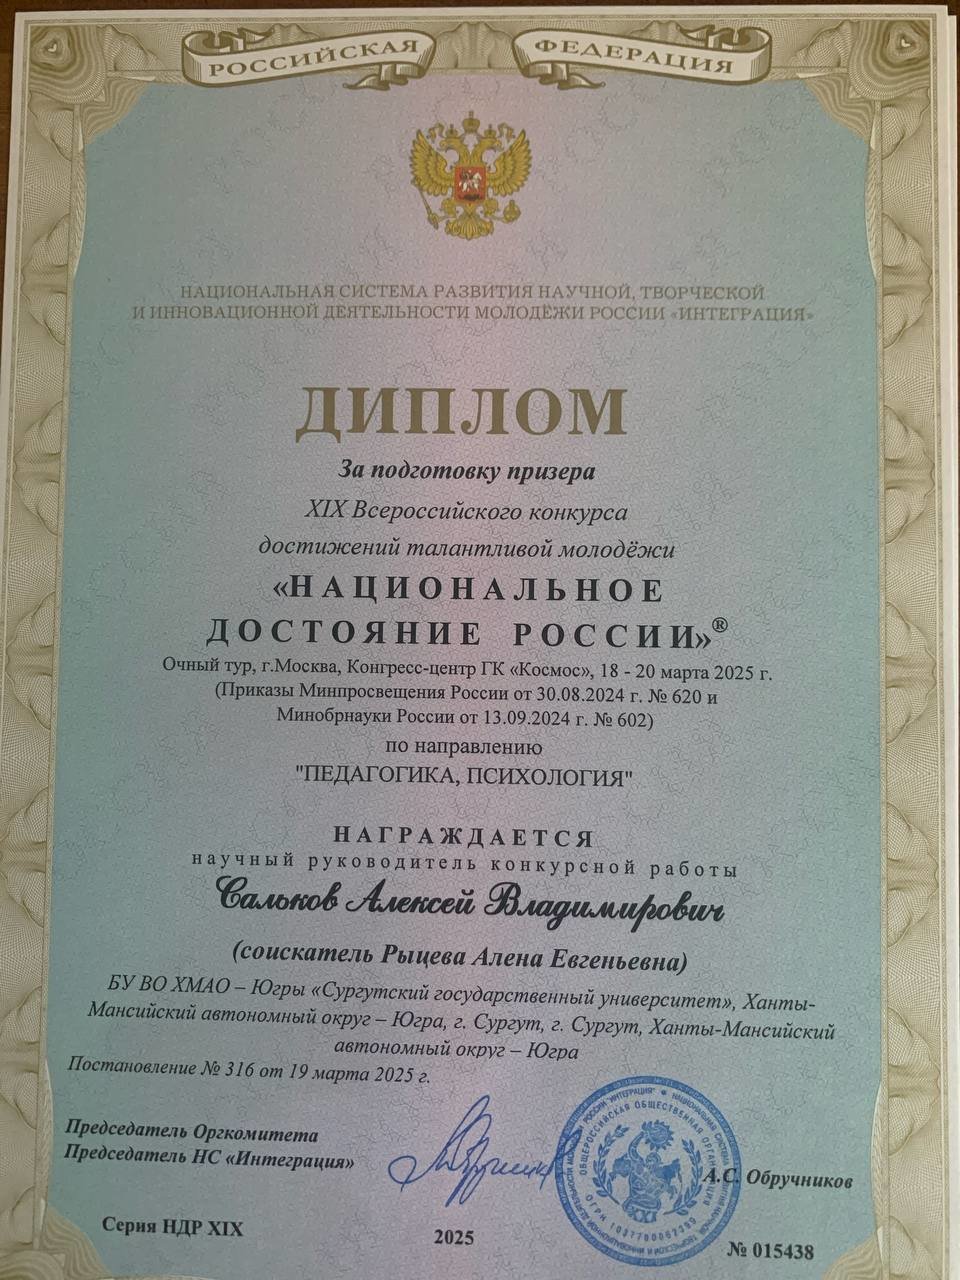 РОССИЙСКАЯ ФЕДЕРАЦИЯ
НАЦИОНАЛЬНАЯ СИСТЕМА РАЗВИТИЯ НАУЧНОЙ, ТВОРЧЕСКОЙ
И ИННОВАЦИОННОЙ ДЕЯТЕЛЬНОСТИ МОЛОДЁЖИ РОССИИ «ИНТЕГРАЦИЯ»
ДИПЛОМ
За подготовку призера
XIX Всероссийского конкурса
достижений талантливой молодёжи
«НАЦИОНАЛЬНОЕ
ДОСТОЯНИЕ РОССИИ»®
Очный тур, г.Москва, Конгресс-центр ГК «Космос», 18 - 20 марта 2025 г.
(Приказы Минпросвещения России от 30.08.2024 г. № 620 и
Минобрнауки России от 13.09.2024 г. № 602)
по направлению
"ПЕДАГОГИКА, ПСИХОЛОГИЯ"
НАГРАЖДАЕТСЯ
научный руководитель конкурсной работы
Сальков Алексей Владимирович
(соискатель Рыцева Алена Евгеньевна)
БУ ВО ХМАО – Югры «Сургутский государственный университет», Ханты-
Мансийский автономный округ – Югра, г. Сургут, г. Сургут, Ханты-Мансийский
автономный округ – Югра
Постановление № 316 от 19 марта 2025 г.
Председатель Оргкомитета
Председатель НС «Интеграция»
А.С. Обручников
ОБЩЕРОССИЙСКАЯ ОБЩЕСТВЕННАЯ ОРГАНИЗАЦИЯ
XXI
Серия НДР XIX
2025
№ 015438